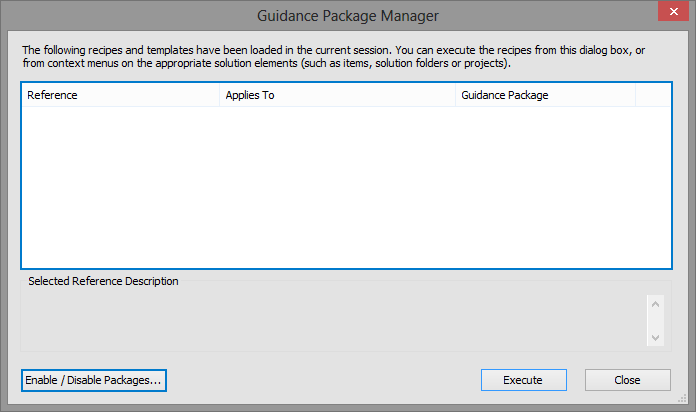 Guidance Package Manager
The following recipes and templates have been loaded in the current session. You can execute the recipes from this dialog box, or
from context menus on the appropriate solution elements (such as items, solution folders or projects).
Reference Applies To Guidance Package
Selected Reference Description
Enable / Disable Packages... Execute Close